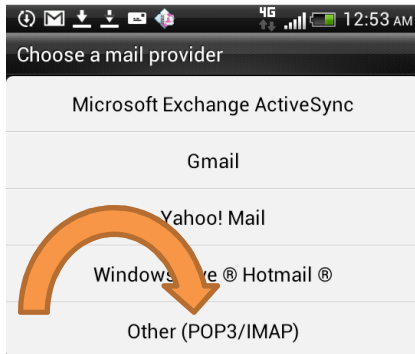 4G 12:53 AM
Choose a mail provider
Microsoft Exchange ActiveSync
Gmail
Yahoo! Mail
Windows ® Hotmail ®
Other (POP3/IMAP)